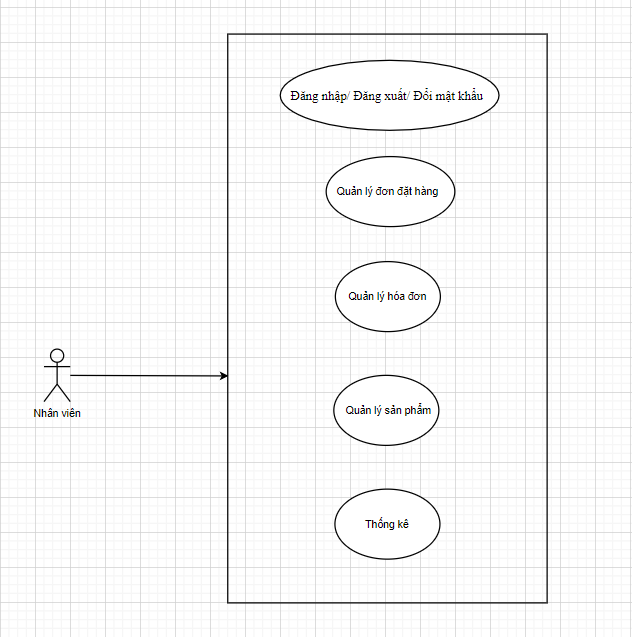 Đăng nhập/ Đăng xuất/ Đổi mật khẩu
Quản lý đơn đặt hàng
Quản lý hóa đơn
Quản lý sản phẩm
Nhân viên
Thống kê